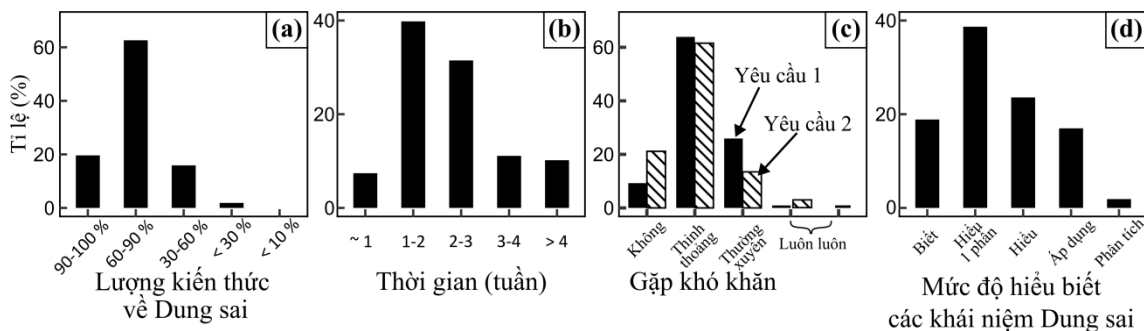 Tỉ lệ (%)
(a)
60
40
20
0
90-100 %
60-90%
30-60%
<30%
<10%
Lượng kiến thức
về Dung sai
(b)
40
20
0
~ 1
1-2
2-3
3-4
> 4
Thời gian (tuần)
(c)
60
40
20
0
Yêu cầu 1
Yêu cầu 2
Không
Thỉnh
thoảng
Thường
xuyên
Luôn luôn
Gặp khó khăn
(d)
40
20
0
Biết
Hiểu
1 phần
Hiểu
Áp dụng
Phân tích
Mức độ hiểu biết
các khái niệm Dung sai